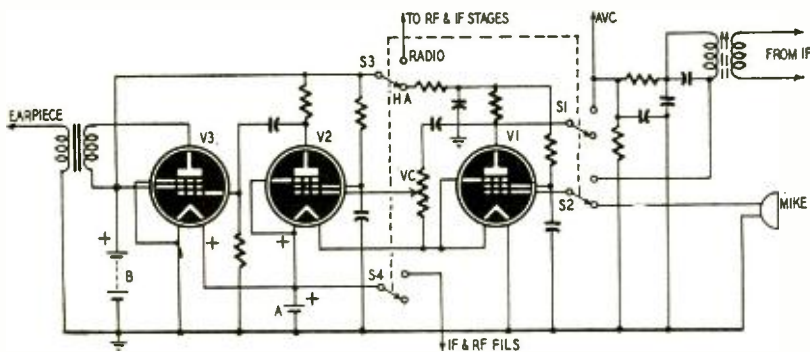 TO RF & IF STAGES
AVC
RADIO
S3
FROM IF
HA
EARPIECE
S1
V3
V2
V1
VC
S2
MIKE
+
+
+
B
S4
A
+
IF & RF FILS